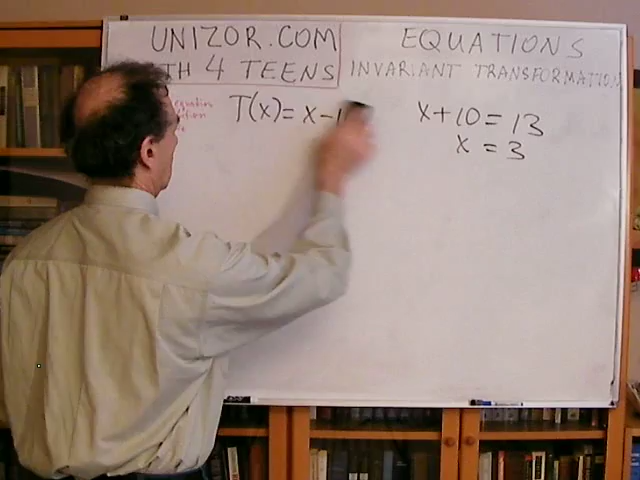 UNIZOR.COM
TH 4 TEENS
EQUATIONS
INVARIANT TRANSFORMATION
T(x)= x-1
x+10=13
x = 3